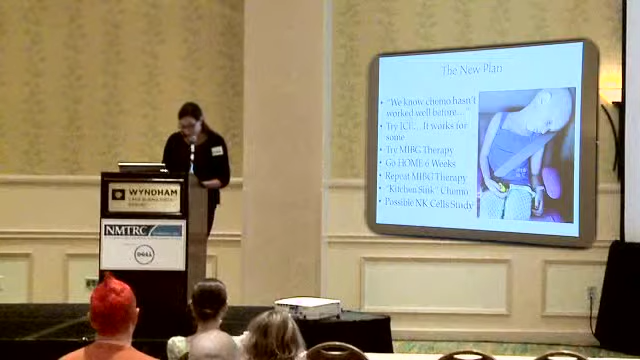 The New Plan
• "We know chemo hasn't
worked well before…"
• Try ICE… It works for
some
• Try MIBG Therapy
• Go HOME 6 Weeks
• Repeat MIBG Therapy
• "Kitchen Sink" Chemo
• Possible NK Cells Study
WYNDHAM
NMTRC
DELL